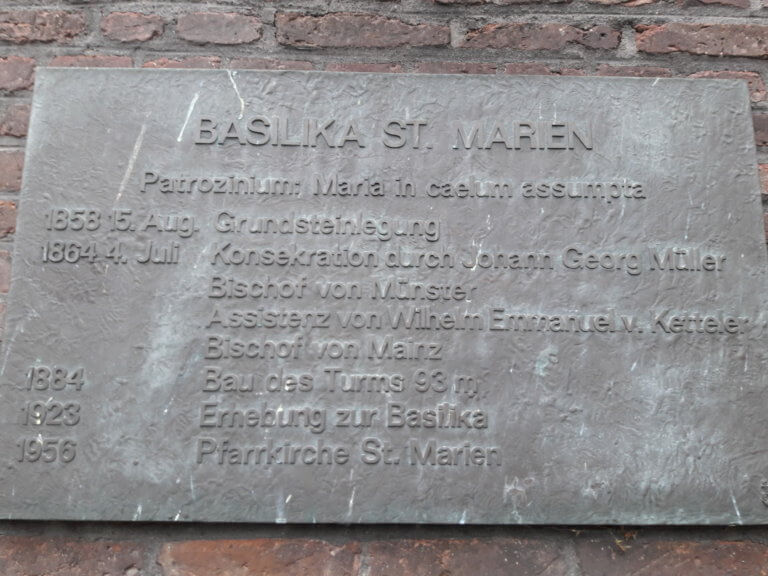 BASILIKA ST. MARIEN
Patrozinium: Maria in caelum assumpta
1858 15. Aug. Grundsteinlegung
1864 4. Juli Konsekration durch Johann Georg Müller
Bischof von Münster
Assistenz von Wilhelm Emmanuel v. Ketteler
Bischof von Mainz
1884 Bau des Turms 93 m
1923 Erhebung zur Basilika
1956 Pfarrkirche St. Marien